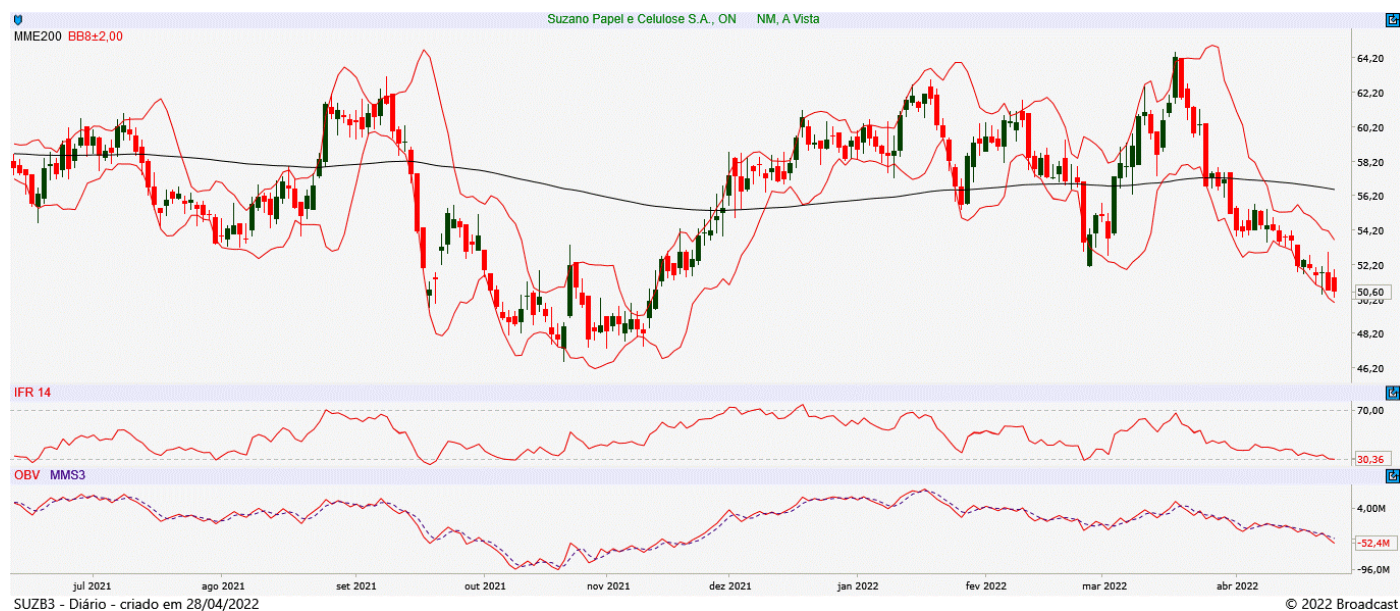 Suzano Papel e Celulose S.A., ON NM, A Vista
MME200 BB8±2,00
64,20
62,20
60,20
58,20
56,20
54,20
52,20
50,60
50,20
48,20
46,20
IFR 14
70,00
30,36
OBV MMS3
4,00M
-52,4M
-96,0M
jul 2021 ago 2021 set 2021 out 2021 nov 2021 dez 2021 jan 2022 fev 2022 mar 2022 abr 2022
SUZB3 - Diário - criado em 28/04/2022 © 2022 Broadcast